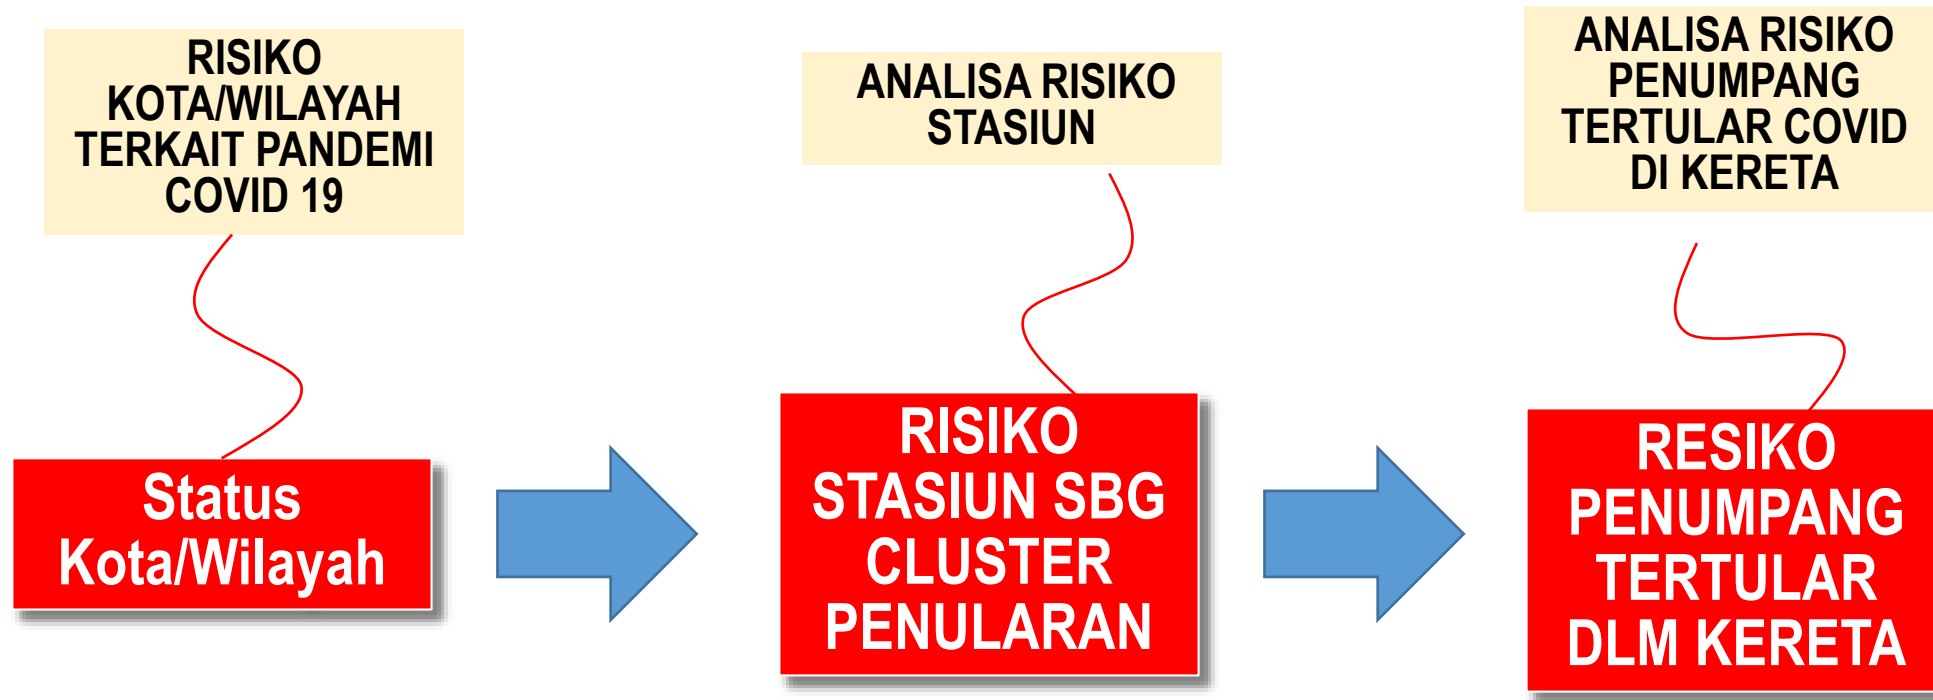 RISIKO
KOTA/WILAYAH
TERKAIT PANDEMI
COVID 19
ANALISA RISIKO
STASIUN
ANALISA RISIKO
PENUMPANG
TERTULAR COVID
DI KERETA
Status
Kota/Wilayah
RISIKO
STASIUN SBG
CLUSTER
PENULARAN
RESIKO
PENUMPANG
TERTULAR
DLM KERETA